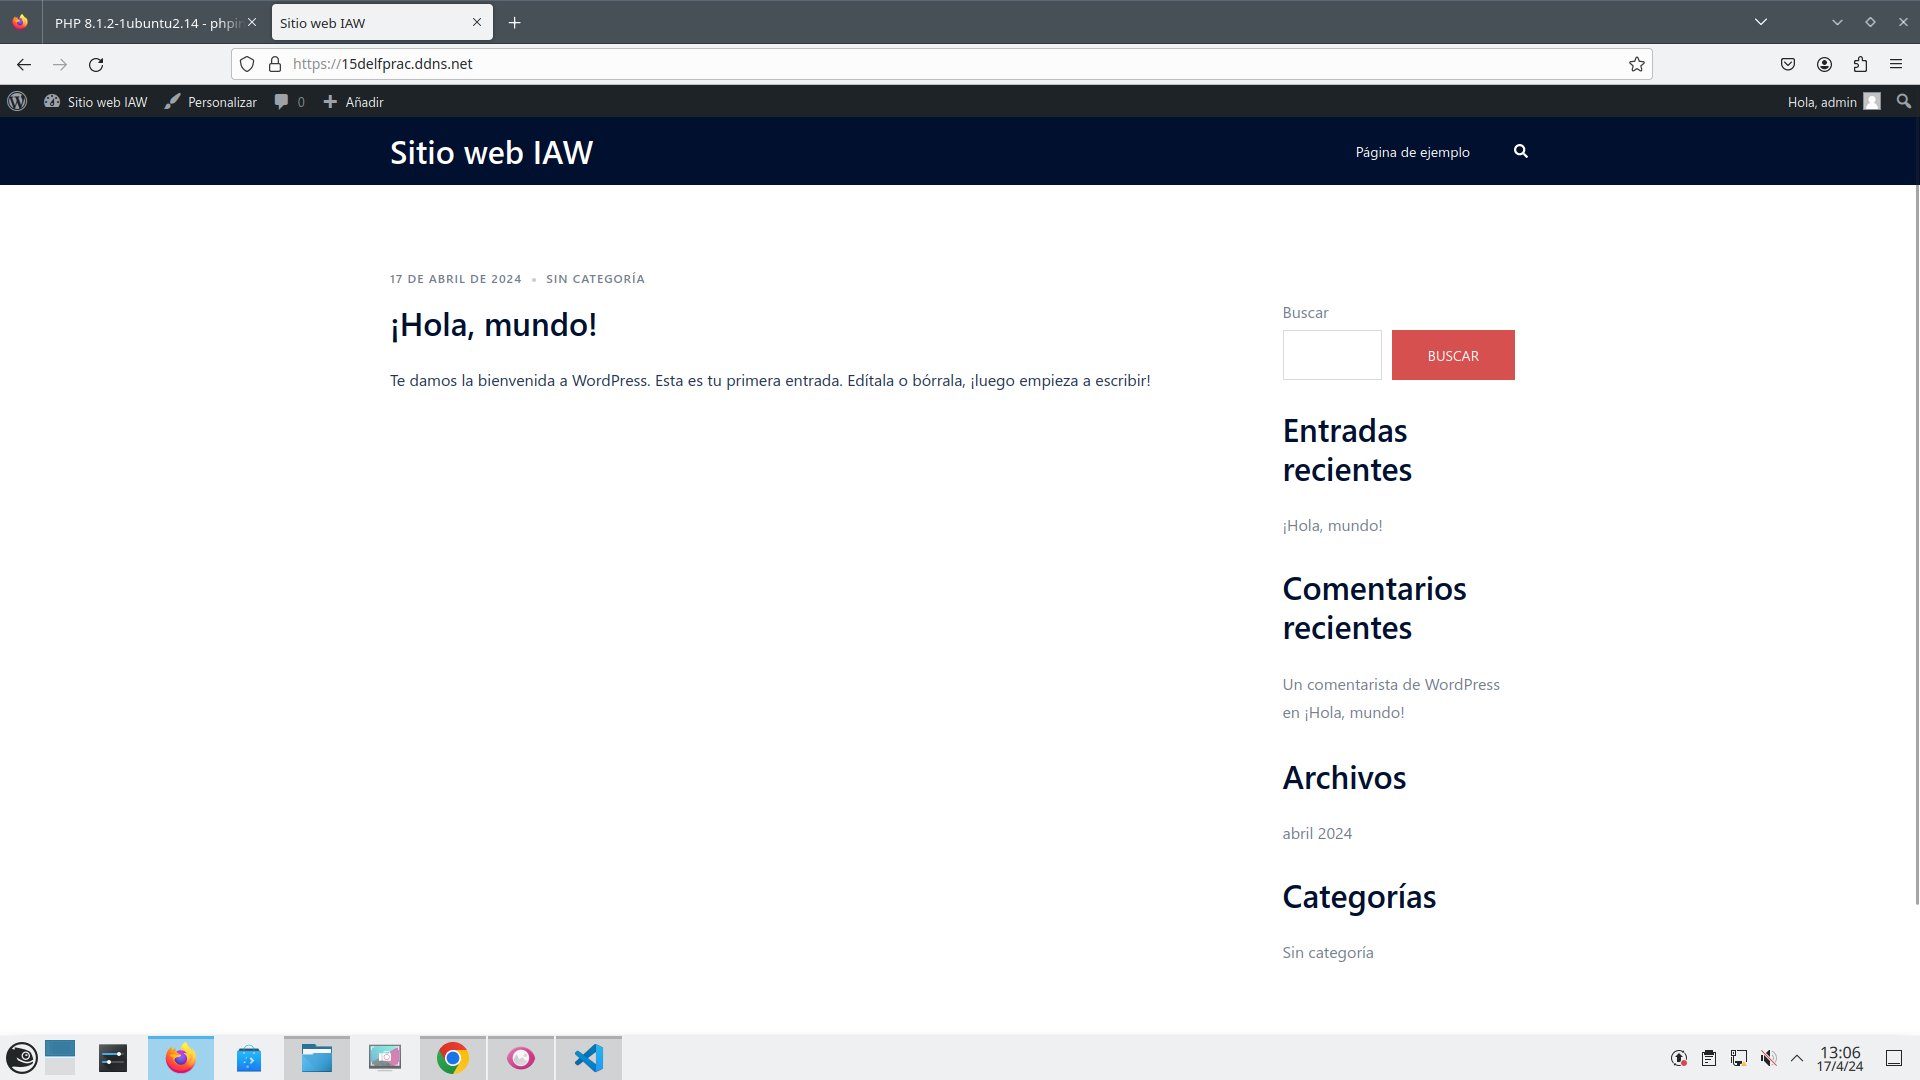 PHP 8.1.2-1ubuntu2.14 - phpin
Sitio web IAW
https://15delfprac.ddns.net
Sitio web IAW
Personalizar
0
Añadir
Hola, admin
Sitio web IAW
Página de ejemplo
17 DE ABRIL DE 2024
SIN CATEGORÍA
¡Hola, mundo!
Te damos la bienvenida a WordPress. Esta es tu primera entrada. Edítala o bórrala, ¡luego empieza a escribir!
Buscar
BUSCAR
Entradas
recientes
¡Hola, mundo!
Comentarios
recientes
Un comentarista de WordPress
en ¡Hola, mundo!
Archivos
abril 2024
Categorías
Sin categoría
13:06
17/4/24